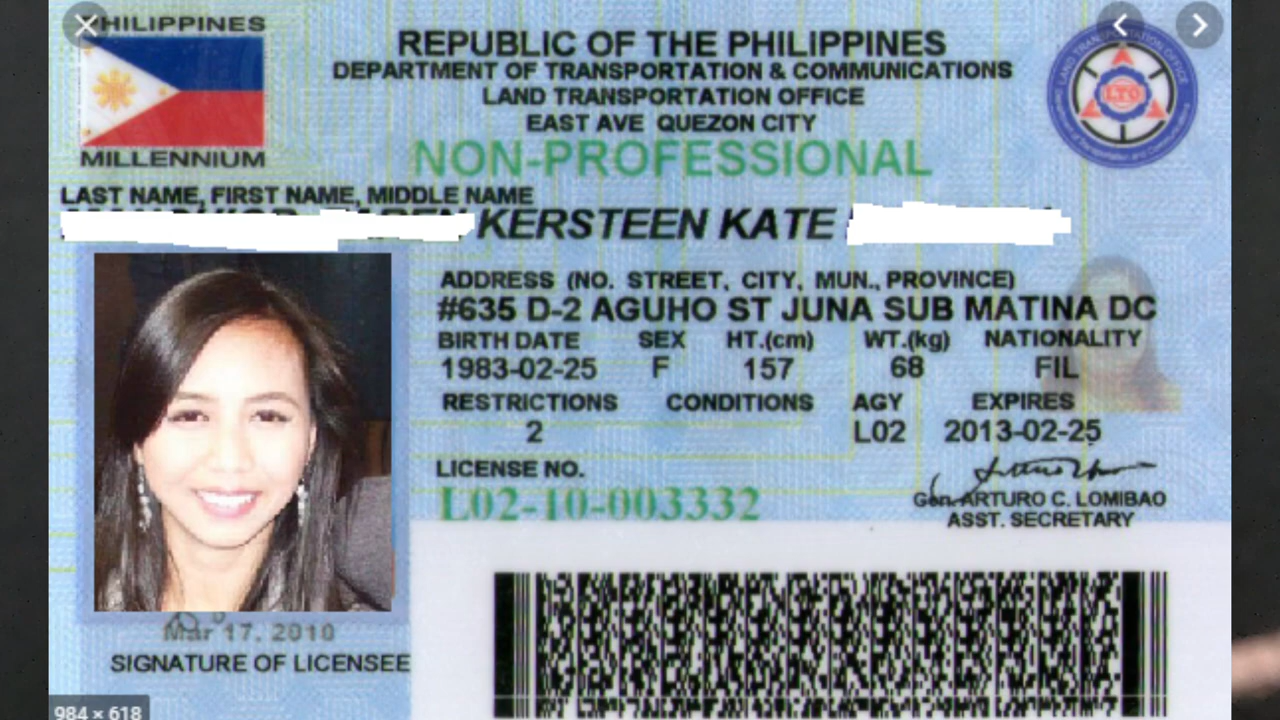 PHILIPPINES
MILLENNIUM
REPUBLIC OF THE PHILIPPINES
DEPARTMENT OF TRANSPORTATION & COMMUNICATIONS
LAND TRANSPORTATION OFFICE
EAST AVE QUEZON CITY
NON-PROFESSIONAL
LAND TRANSPORTATION OFFICE
LTO
LAST NAME, FIRST NAME, MIDDLE NAME
KERSTEEN KATE
ADDRESS (NO. STREET, CITY, MUN., PROVINCE)
#635 D-2 AGUHO ST JUNA SUB MATINA DC
BIRTH DATE SEX HT.(cm) WT.(kg) NATIONALITY
1983-02-25 F 157 68 FIL
RESTRICTIONS CONDITIONS AGY EXPIRES
2 L02 2013-02-25
LICENSE NO.
L02-10-003332
Gen. ARTURO C. LOMIBAO
ASST. SECRETARY
Mar 17. 2010
SIGNATURE OF LICENSEE
984 × 618